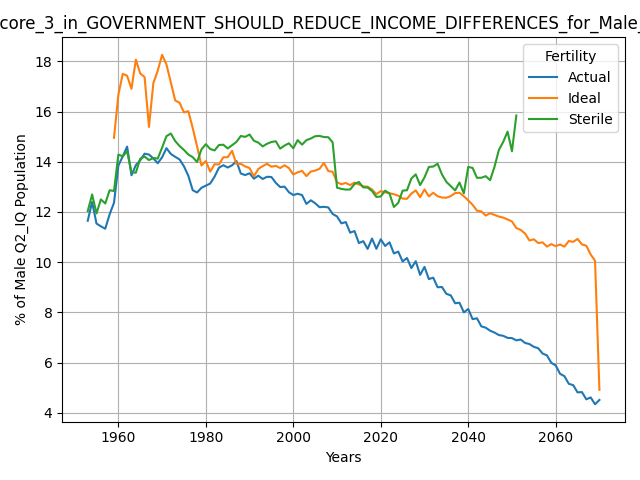 core_3_in_GOVERNMENT_SHOULD_REDUCE_INCOME_DIFFERENCES_for_Male_
Fertility
Actual
Ideal
Sterile
% of Male Q2_IQ Population
18
16
14
12
10
8
6
4
1960 1980 2000 2020 2040 2060
Years